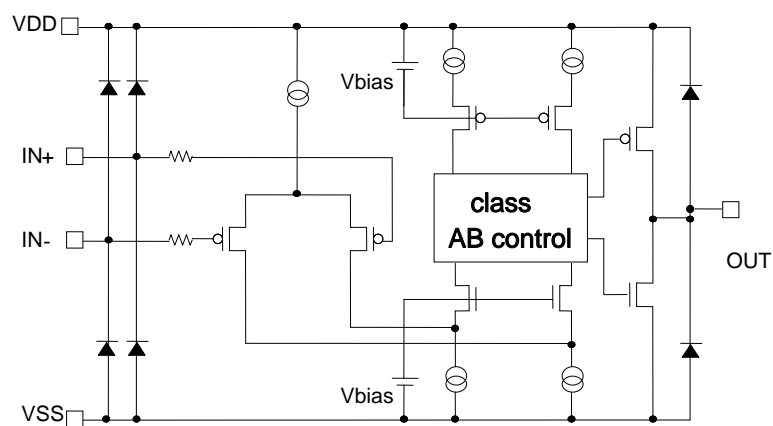 VDD
Vbias
IN+
class
AB control
IN-
OUT
Vbias
VSS